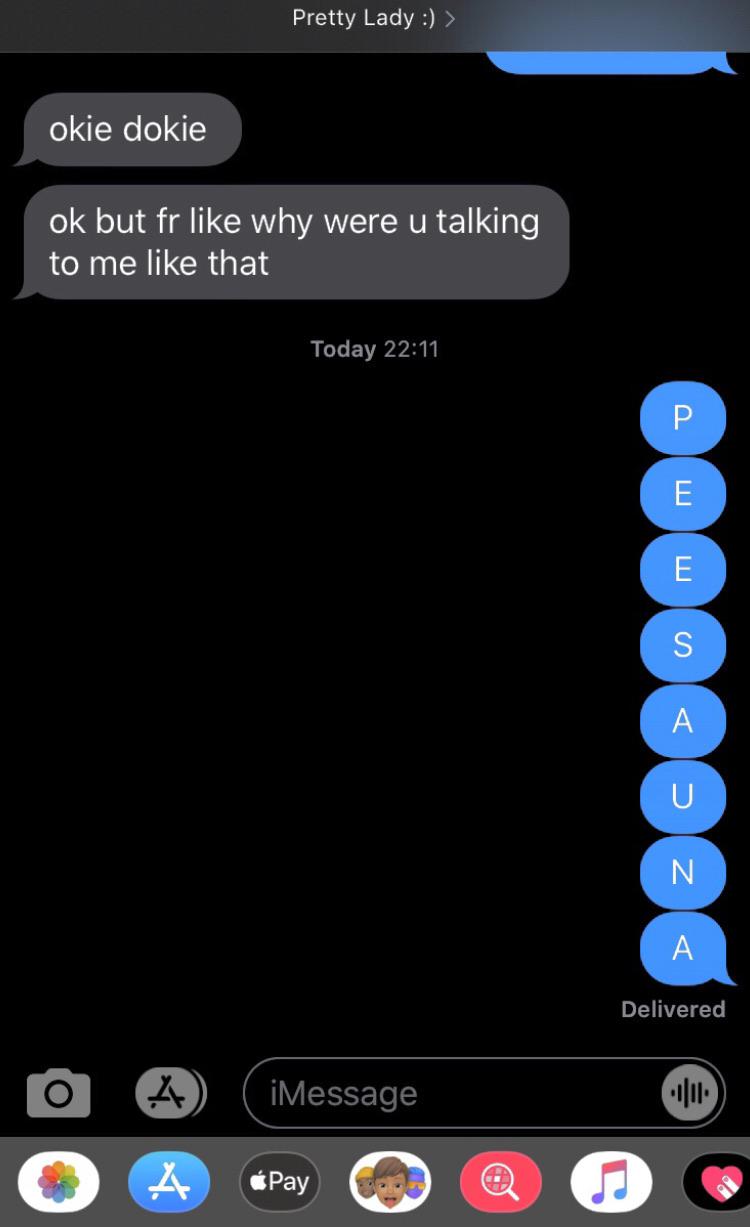 Pretty Lady :)
okie dokie
ok but fr like why were u talking
to me like that
Today 22:11
P
E
E
S
A
U
N
A
Delivered
iMessage
Pay